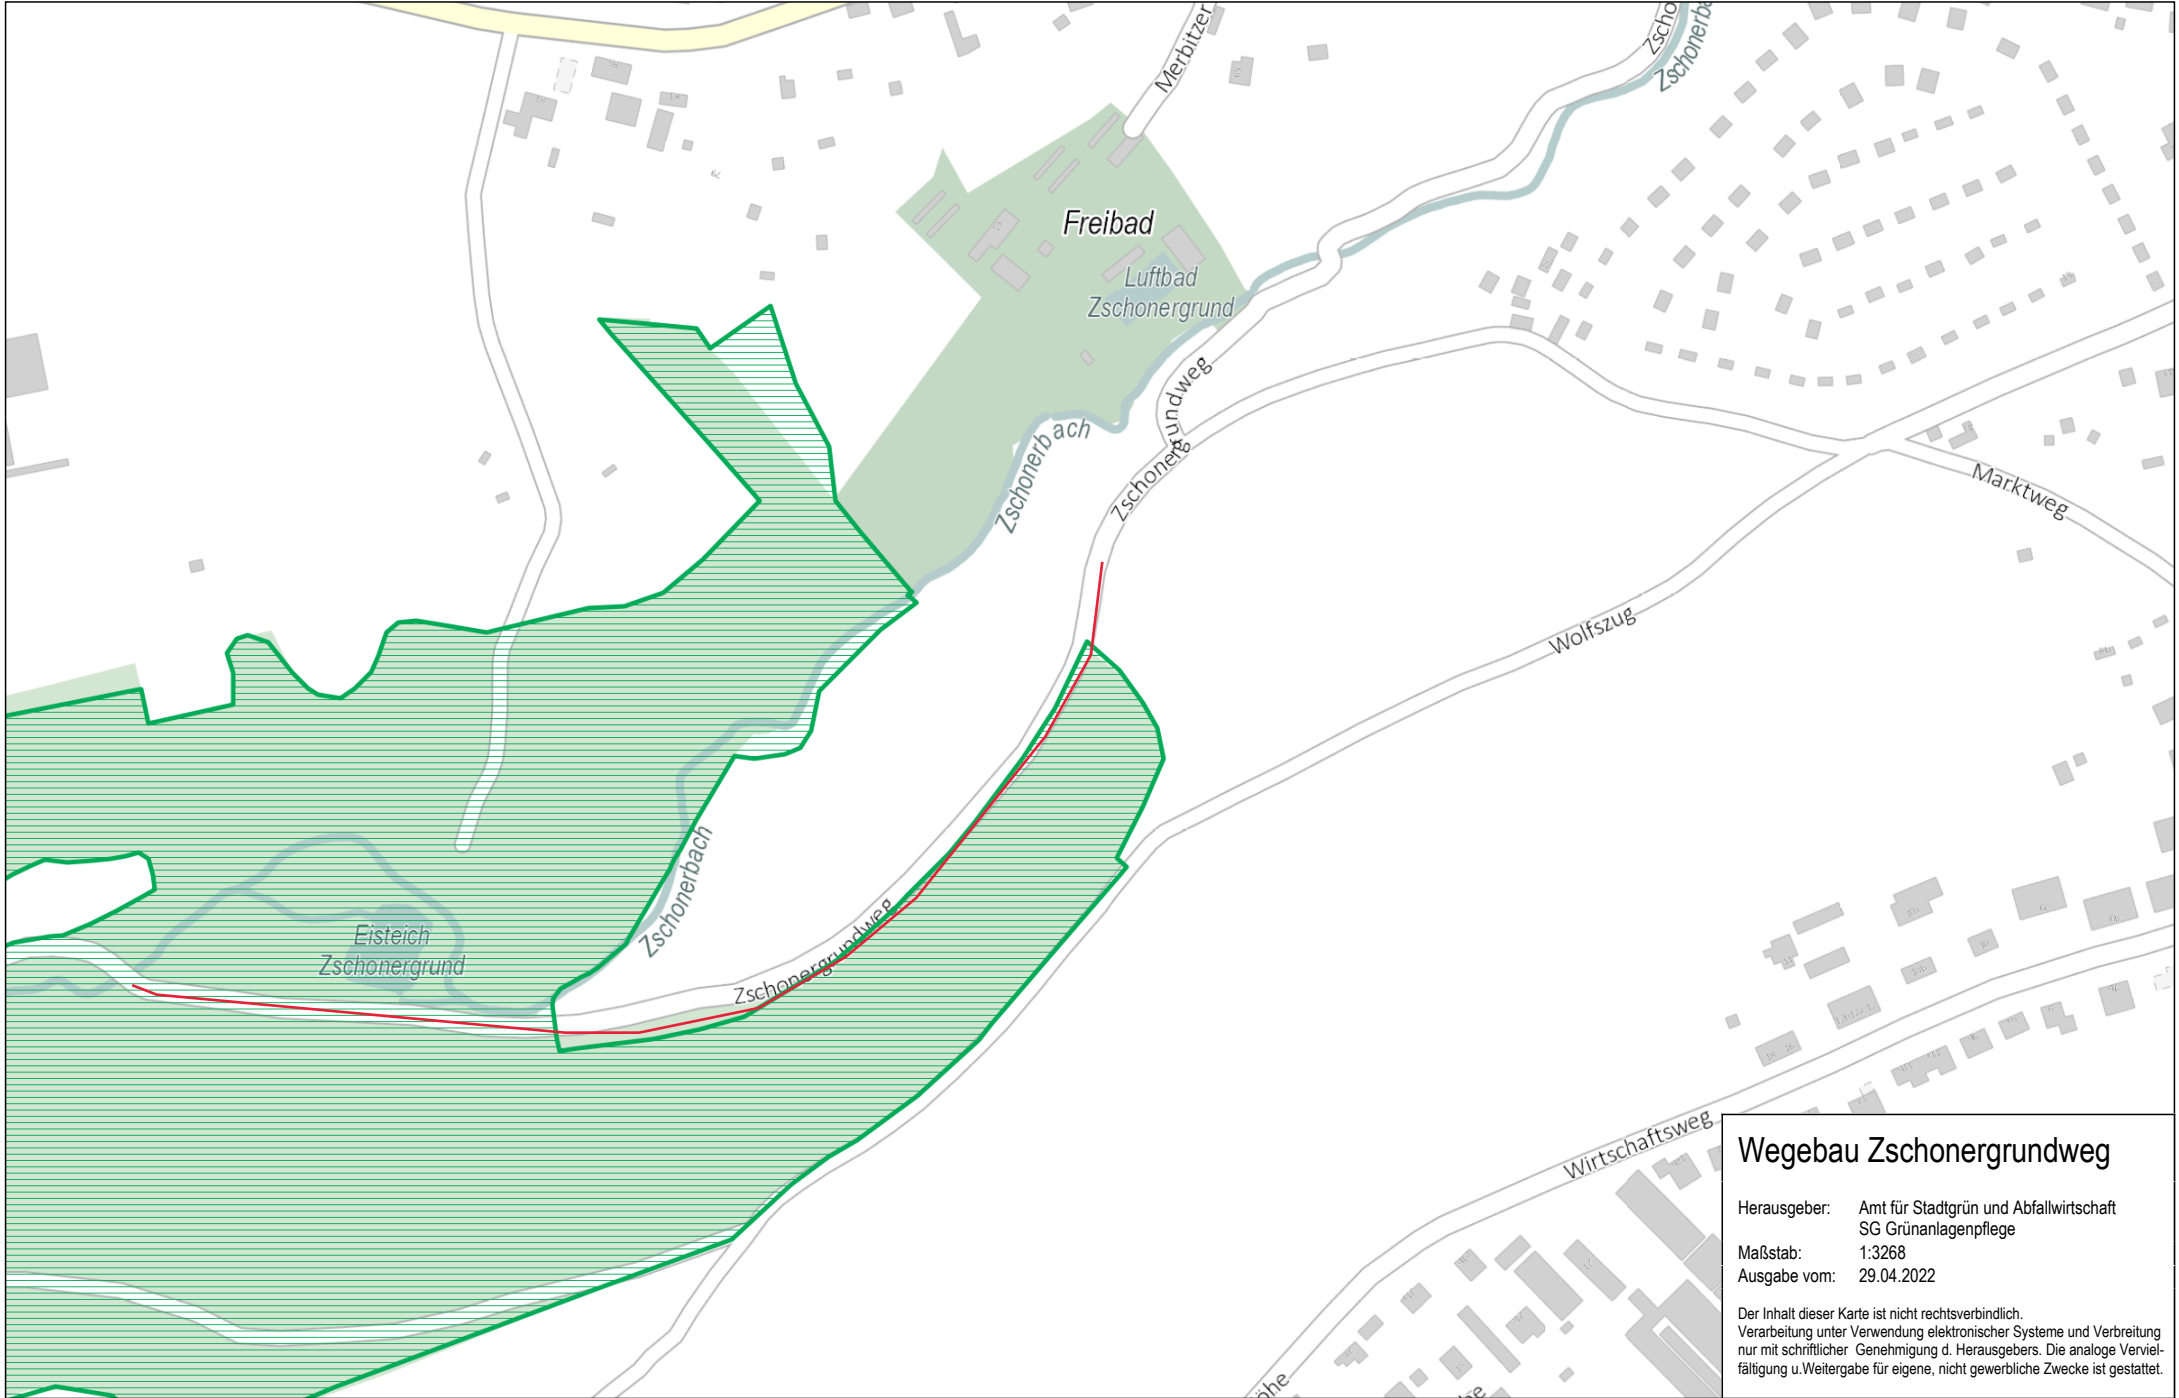 Merbitzer
Zscho
Zschonerba
Freibad
Luftbad
Zschonergrund
Zschonergrundweg
Zschonerbach
Marktweg
Wolfszug
Zschonerbach
Eisteich
Zschonergrund
Zschonergrundweg
Wirtschaftsweg
öhe
Wegebau Zschonergrundweg
Herausgeber: Amt für Stadtgrün und Abfallwirtschaft
SG Grünanlagenpflege
Maßstab: 1:3268
Ausgabe vom: 29.04.2022
Der Inhalt dieser Karte ist nicht rechtsverbindlich.
Verarbeitung unter Verwendung elektronischer Systeme und Verbreitung
nur mit schriftlicher Genehmigung d. Herausgebers. Die analoge Verviel-
fältigung u.Weitergabe für eigene, nicht gewerbliche Zwecke ist gestattet.